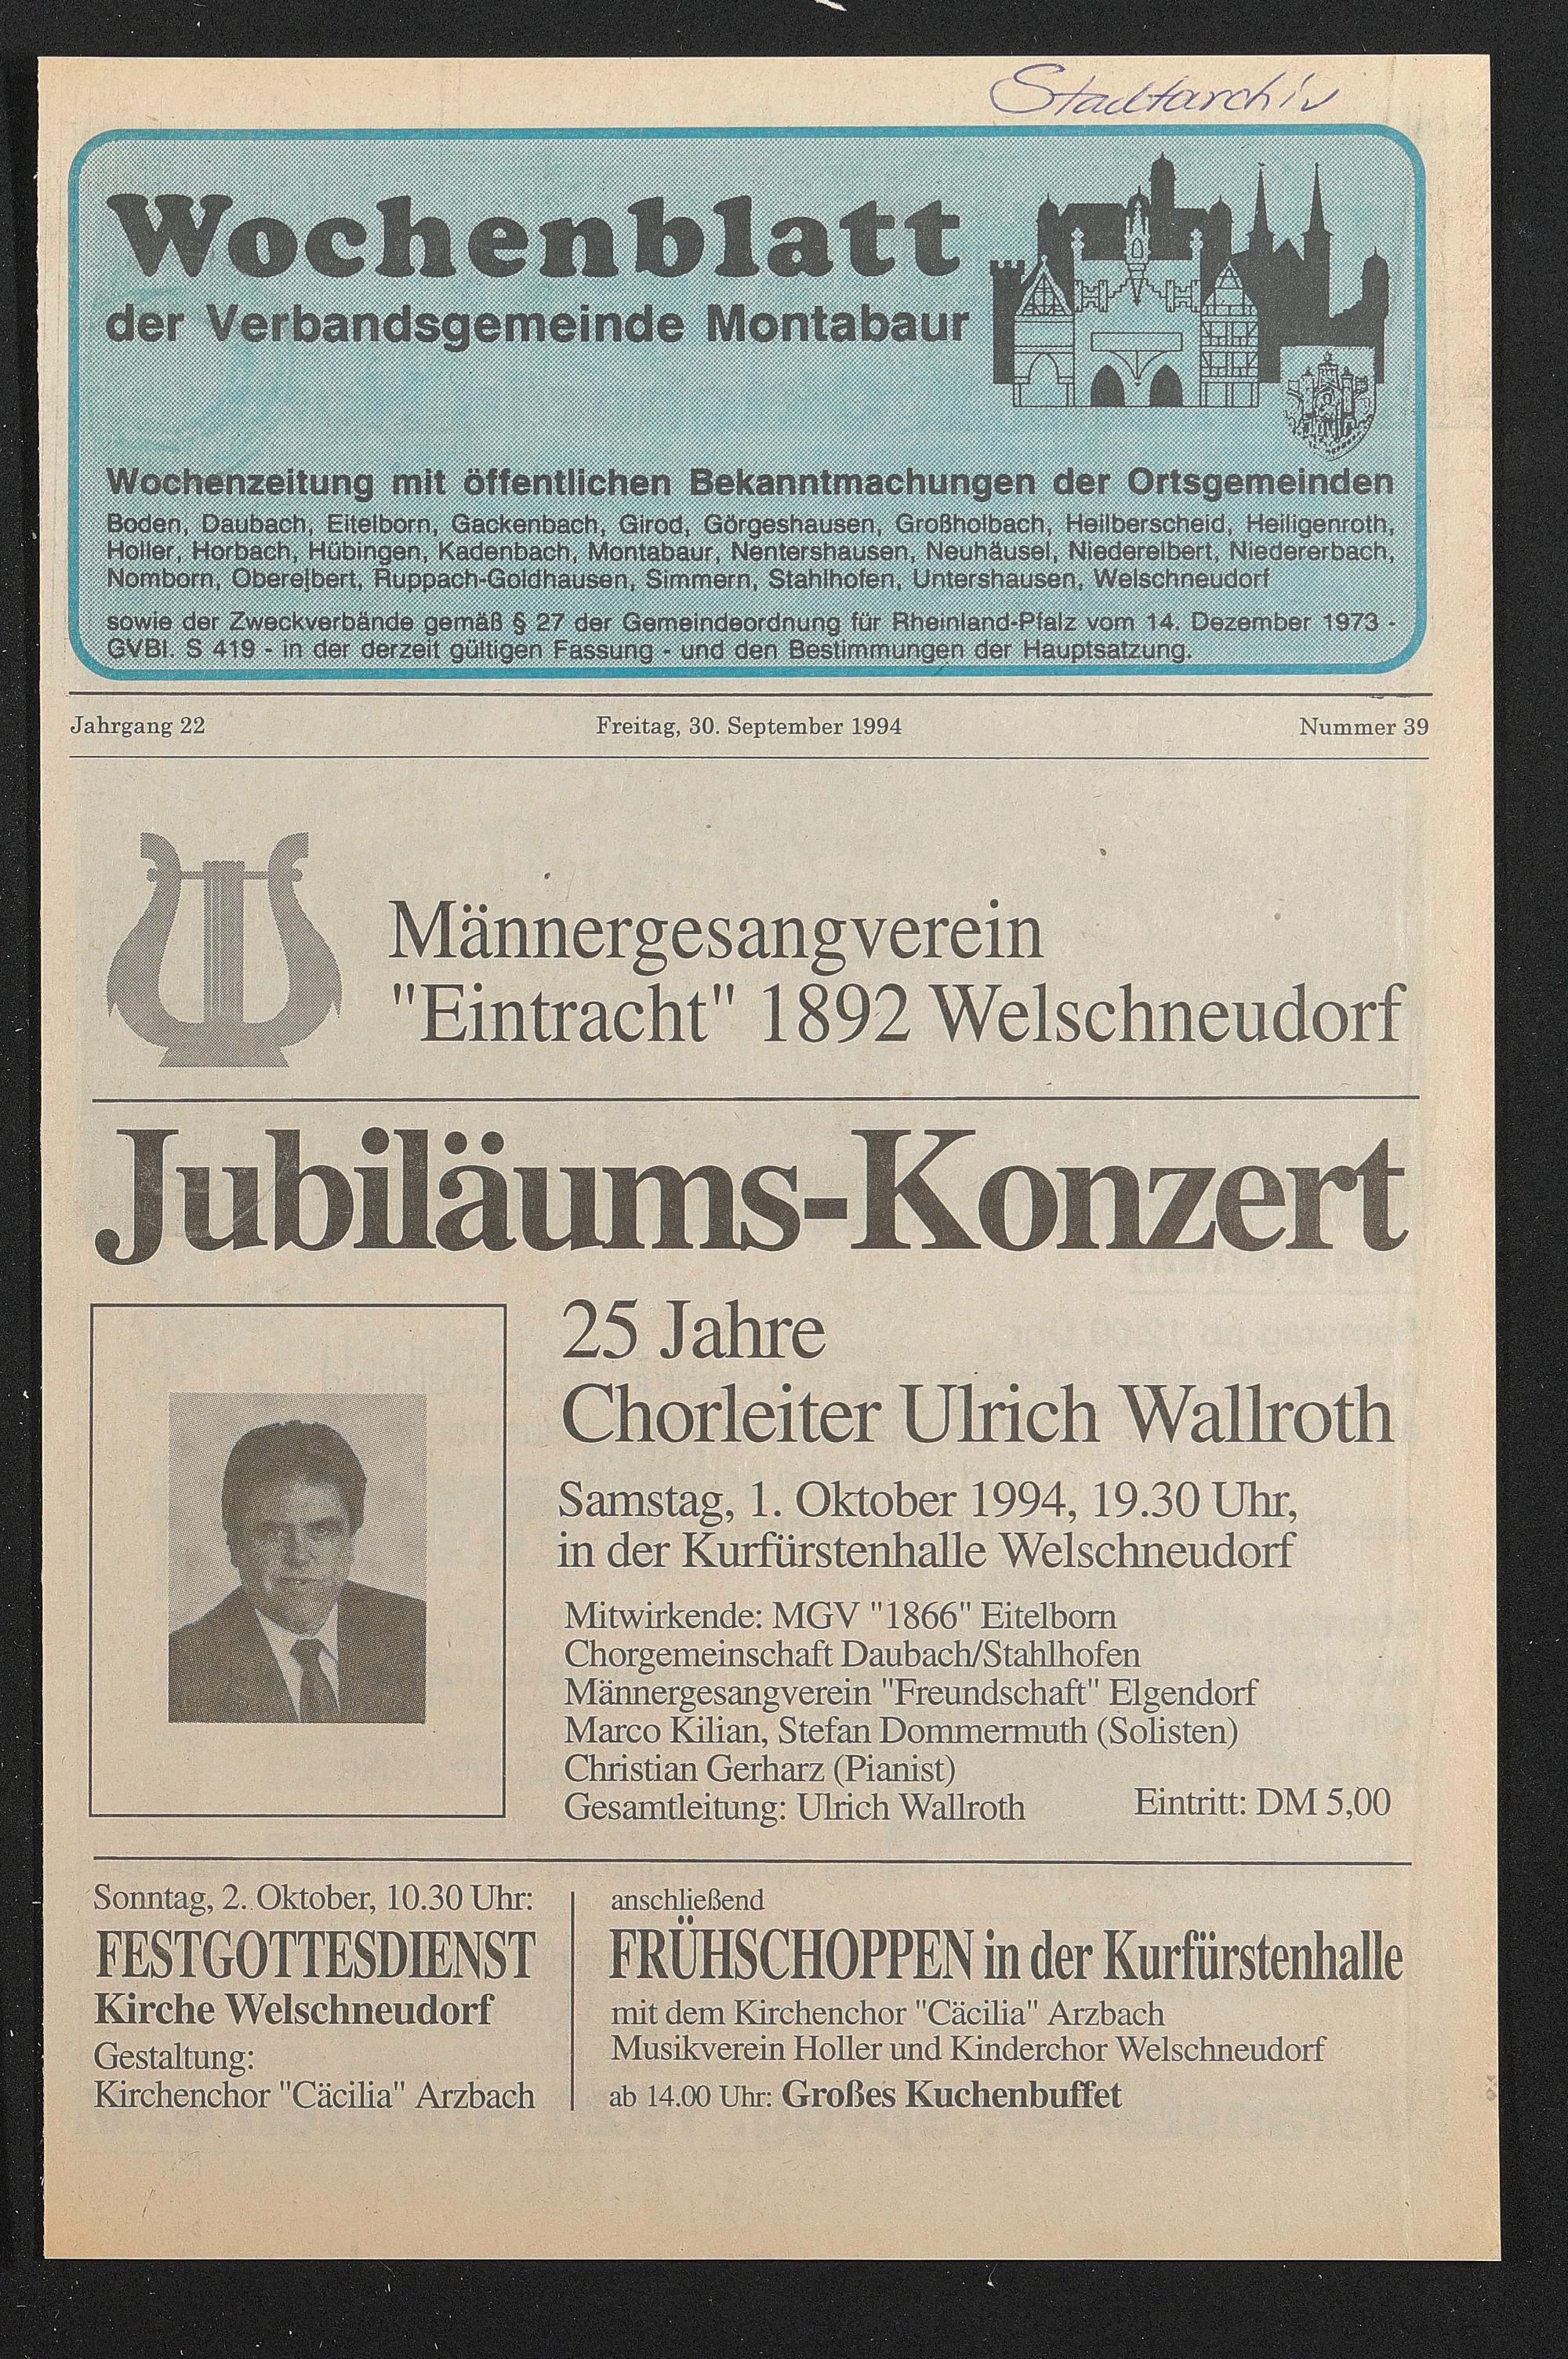 Stadtarchiv
Wochenblatt
der Verbandsgemeinde Montabaur
Wochenzeitung mit öffentlichen Bekanntmachungen der Ortsgemeinden
Boden, Daubach, Eitelborn, Gackenbach, Girod, Görgeshausen, Großholbach, Heilberscheid, Heiligenroth,
Holler, Horbach, Hübingen, Kadenbach, Montabaur, Nentershausen, Neuhäusel, Niederelbert, Niedererbach,
Nomborn, Oberelbert, Ruppach-Goldhausen, Simmern, Stahlhofen, Untershausen, Welschneudorf
sowie der Zweckverbände gemäß § 27 der Gemeindeordnung für Rheinland-Pfalz vom 14. Dezember 1973 -
GVBl. S 419 - in der derzeit gültigen Fassung - und den Bestimmungen der Hauptsatzung.
Jahrgang 22 Freitag, 30. September 1994 Nummer 39
Männergesangverein
"Eintracht" 1892 Welschneudorf
Jubiläums-Konzert
25 Jahre
Chorleiter Ulrich Wallroth
Samstag, 1. Oktober 1994, 19.30 Uhr,
in der Kurfürstenhalle Welschneudorf
Mitwirkende: MGV "1866" Eitelborn
Chorgemeinschaft Daubach/Stahlhofen
Männergesangverein "Freundschaft" Elgendorf
Marco Kilian, Stefan Dommermuth (Solisten)
Christian Gerharz (Pianist)
Gesamtleitung: Ulrich Wallroth Eintritt: DM 5,00
Sonntag, 2. Oktober, 10.30 Uhr:
FESTGOTTESDIENST
Kirche Welschneudorf
Gestaltung:
Kirchenchor "Cäcilia" Arzbach
anschließend
FRÜHSCHOPPEN in der Kurfürstenhalle
mit dem Kirchenchor "Cäcilia" Arzbach
Musikverein Holler und Kinderchor Welschneudorf
ab 14.00 Uhr: Großes Kuchenbuffet